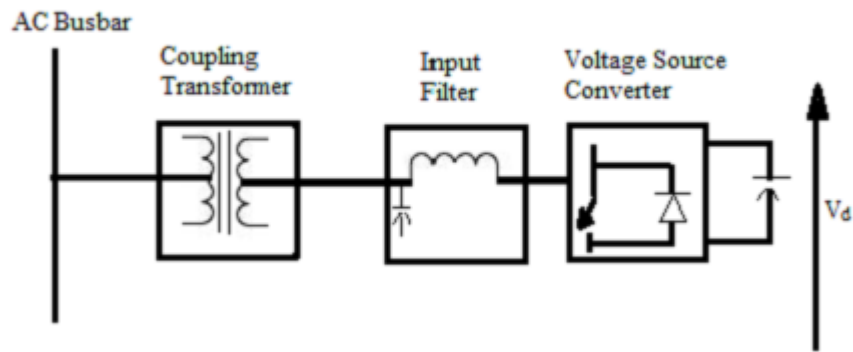 AC Busbar
Coupling
Transformer
Input
Filter
Voltage Source
Converter
Vd